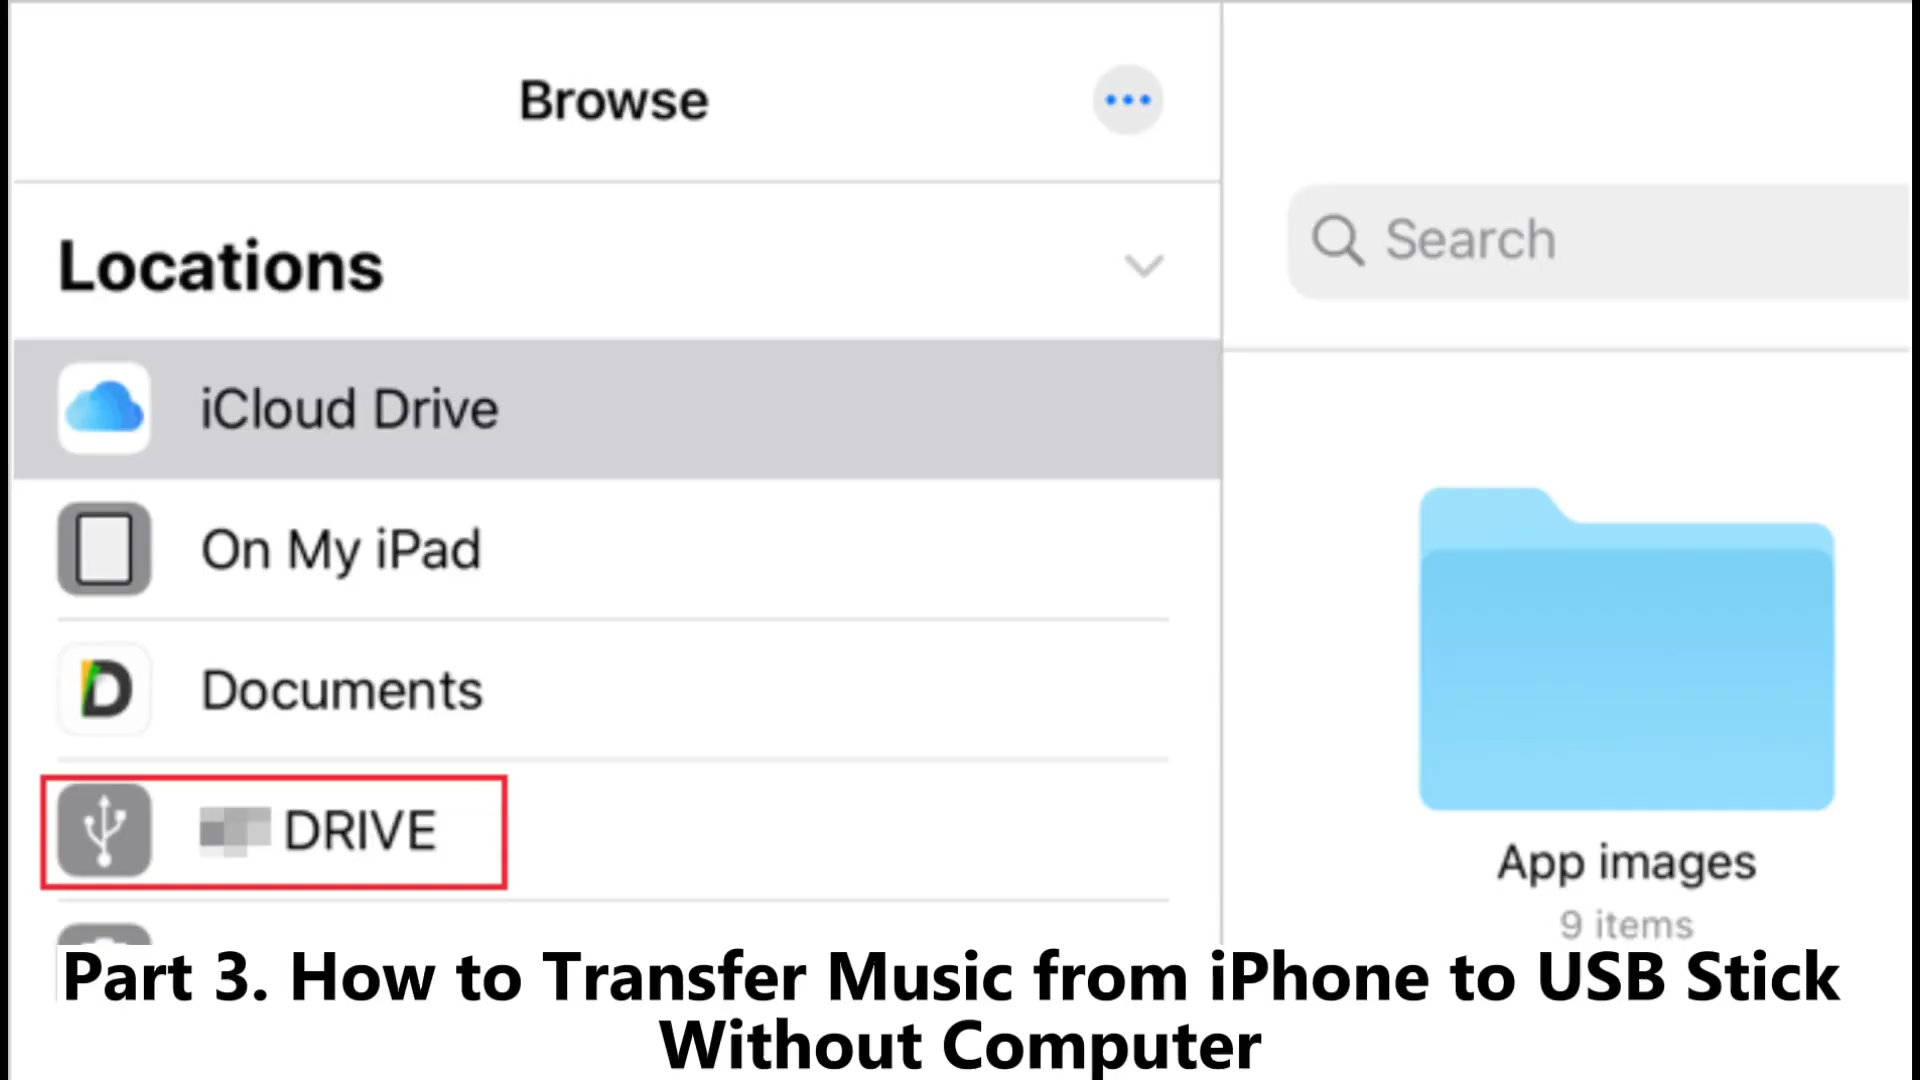 Browse
Locations
Search
iCloud Drive
On My iPad
D
Documents
DRIVE
App images
9 items
Part 3. How to Transfer Music from iPhone to USB Stick
Without Computer